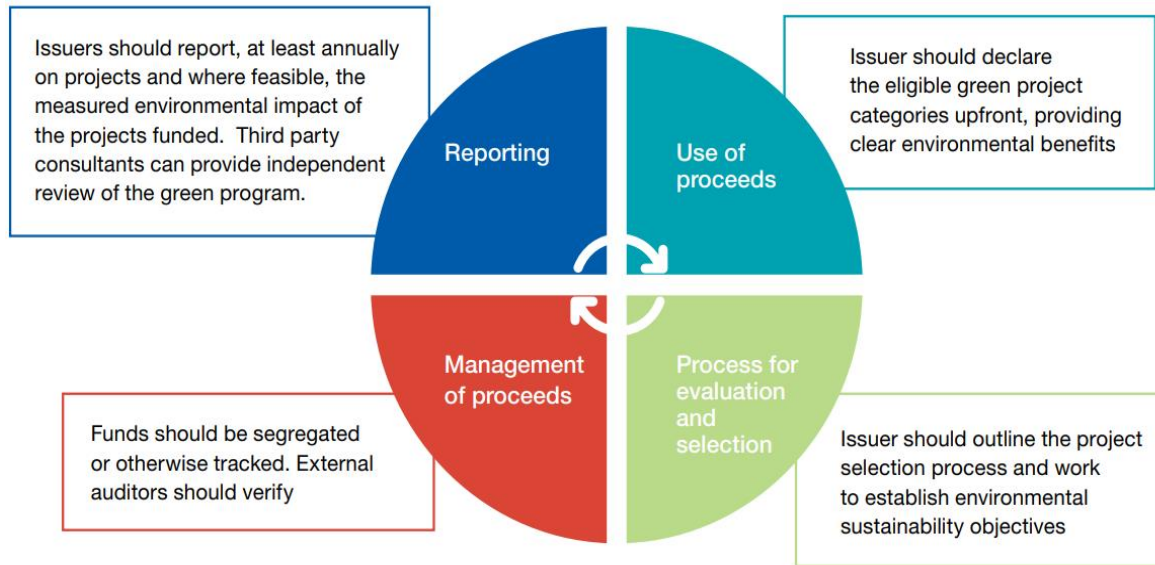 Issuers should report, at least annually
on projects and where feasible, the
measured environmental impact of
the projects funded. Third party
consultants can provide independent
review of the green program.
Reporting
Use of
proceeds
Issuer should declare
the eligible green project
categories upfront, providing
clear environmental benefits
Funds should be segregated
or otherwise tracked. External
auditors should verify
Management
of proceeds
Process for
evaluation
and
selection
Issuer should outline the project
selection process and work
to establish environmental
sustainability objectives